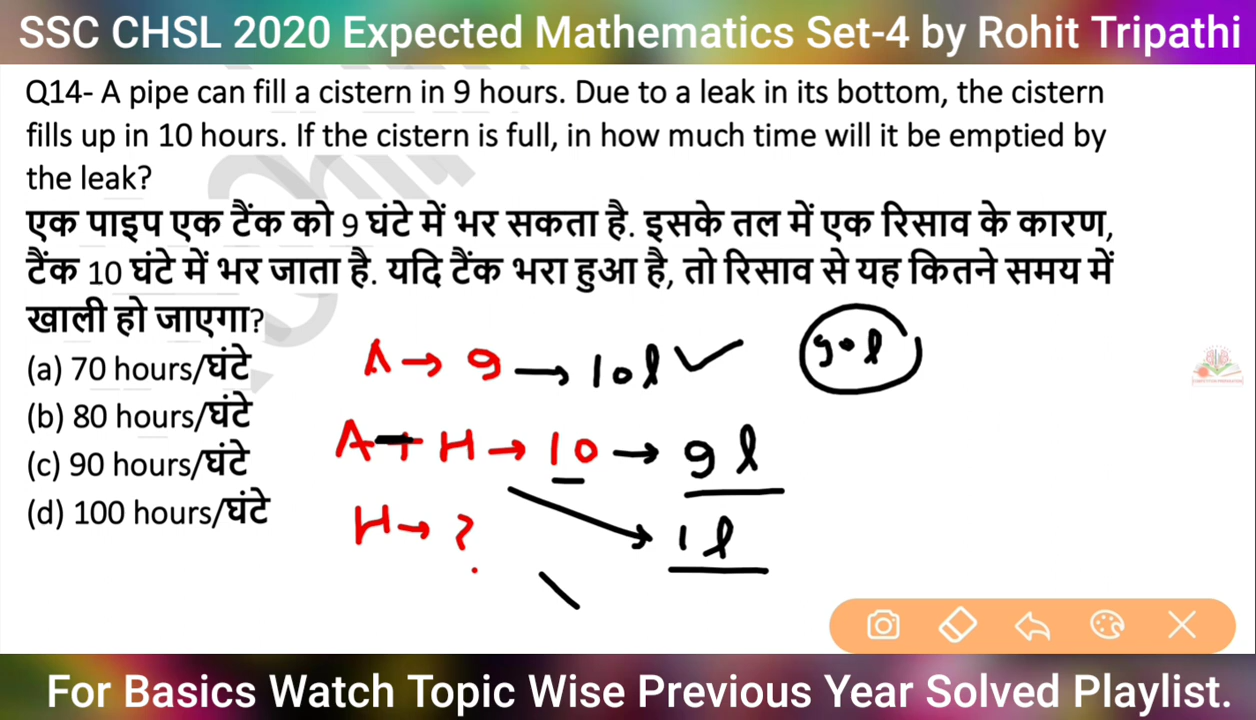 SSC CHSL 2020 Expected Mathematics Set-4 by Rohit Tripathi
Q14- A pipe can fill a cistern in 9 hours. Due to a leak in its bottom, the cistern
fills up in 10 hours. If the cistern is full, in how much time will it be emptied by
the leak?
एक पाइप एक टैंक को 9 घंटे में भर सकता है. इसके तल में एक रिसाव के कारण,
टैंक 10 घंटे में भर जाता है. यदि टैंक भरा हुआ है, तो रिसाव से यह कितने समय में
खाली हो जाएगा?
(a) 70 hours/घंटे
(b) 80 hours/घंटे
(c) 90 hours/घंटे
(d) 100 hours/घंटे
A → 9 → 10 l ✓
90 l
A + H → 10 → 9 l
H → ?
1 l
For Basics Watch Topic Wise Previous Year Solved Playlist.